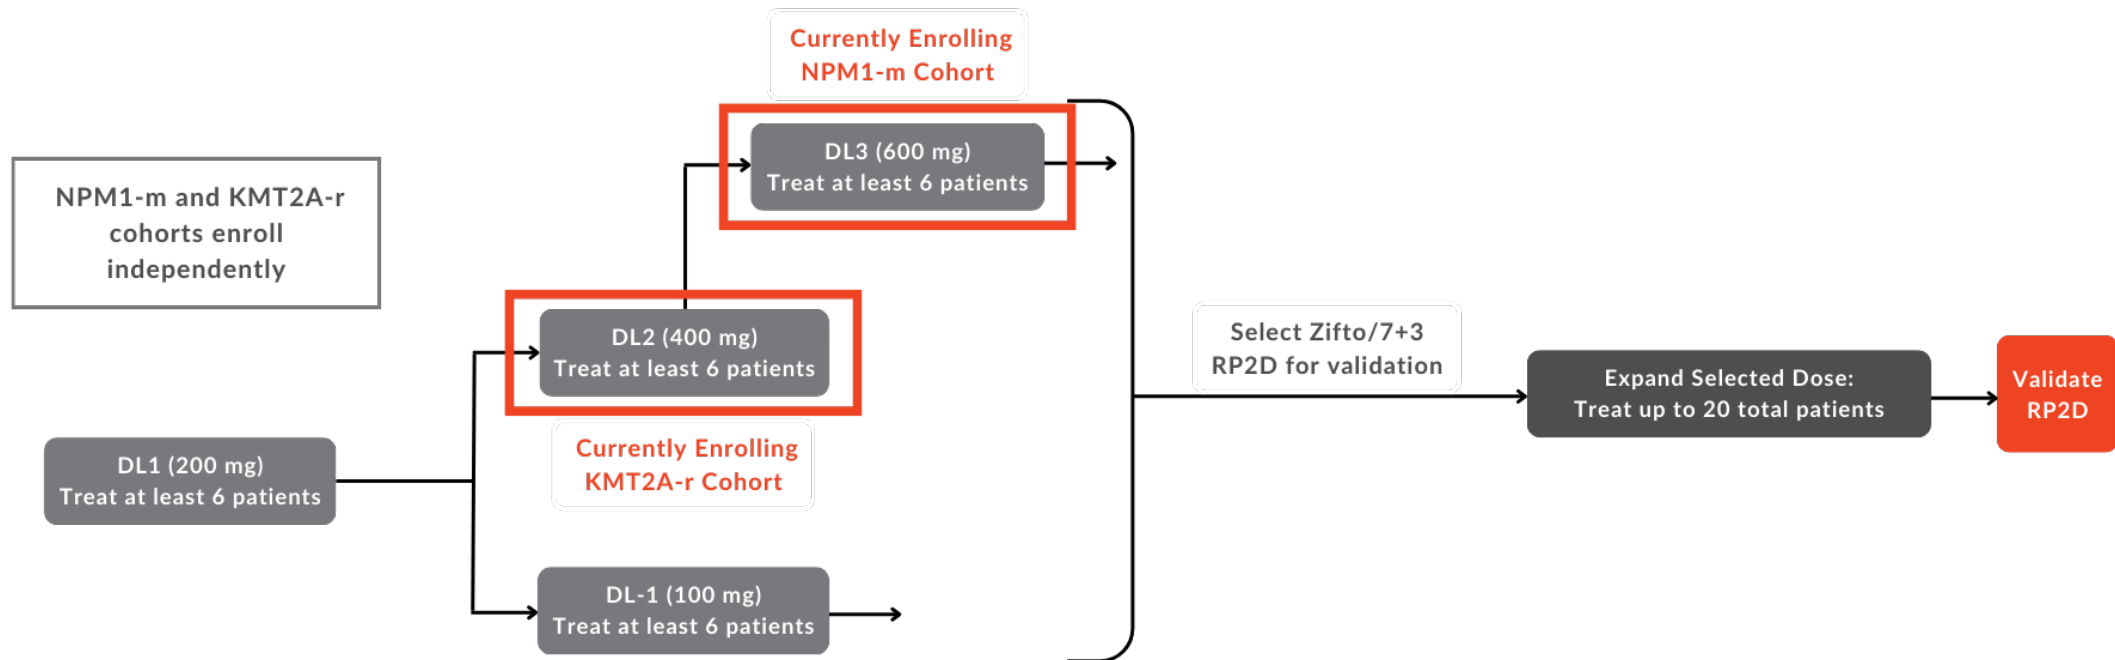 Currently Enrolling
NPM1-m Cohort
DL3 (600 mg)
Treat at least 6 patients
NPM1-m and KMT2A-r
cohorts enroll
independently
DL2 (400 mg)
Treat at least 6 patients
Currently Enrolling
KMT2A-r Cohort
DL1 (200 mg)
Treat at least 6 patients
DL-1 (100 mg)
Treat at least 6 patients
Select Zifto/7+3
RP2D for validation
Expand Selected Dose:
Treat up to 20 total patients
Validate
RP2D